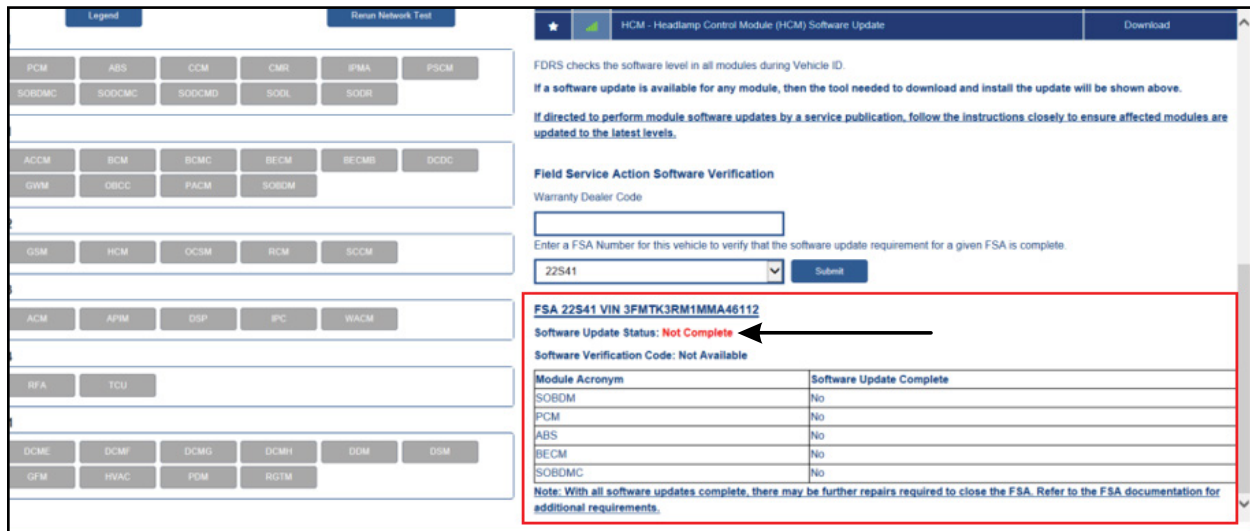 Legend
Rerun Network Test
PCM ABS CCM CMR IPMA PSCM
SOBDMC SODCMC SODCMD SODL SODR
ACCM BCM BCMC BECM BECMB DCDC
GWM OBCC PACM SOBDM
GSM HCM OCSM RCM SCCM
ACM APIM DSP IPC WACM
RFA TCU
DCME DCMF DCMG DCMH DDM DSM
GFM HVAC PDM RGTM
HCM - Headlamp Control Module (HCM) Software Update Download
FDRS checks the software level in all modules during Vehicle ID.
If a software update is available for any module, then the tool needed to download and install the update will be shown above.
If directed to perform module software updates by a service publication, follow the instructions closely to ensure affected modules are
updated to the latest levels.
Field Service Action Software Verification
Warranty Dealer Code
Enter a FSA Number for this vehicle to verify that the software update requirement for a given FSA is complete.
22S41 Submit
FSA 22S41 VIN 3FMTK3RM1MMA46112
Software Update Status: Not Complete
Software Verification Code: Not Available
Module Acronym Software Update Complete
SOBDM No
PCM No
ABS No
BECM No
SOBDMC No
Note: With all software updates complete, there may be further repairs required to close the FSA. Refer to the FSA documentation for
additional requirements.